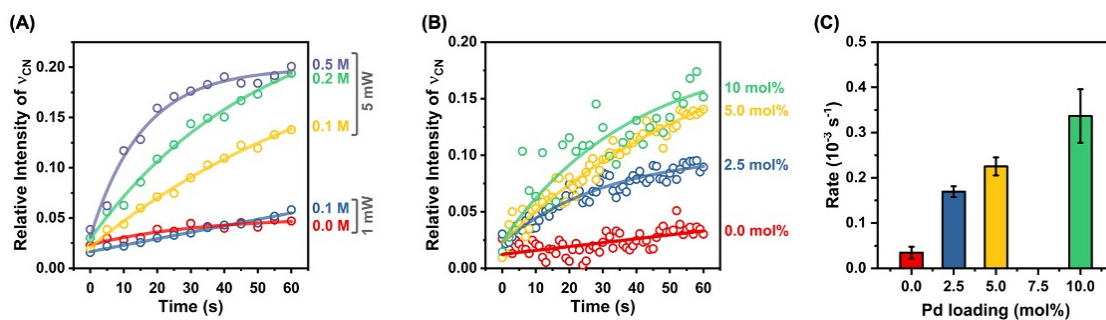 (A)
Relative Intensity of νCN
0.20
0.15
0.10
0.05
0.00
0 10 20 30 40 50 60
Time (s)
0.5 M
0.2 M
0.1 M
5 mW
0.1 M
0.0 M
1 mW
(B)
Relative Intensity of νCN
0.20
0.15
0.10
0.05
0.00
0 10 20 30 40 50 60
Time (s)
10 mol%
5.0 mol%
2.5 mol%
0.0 mol%
(C)
Rate (10⁻³ s⁻¹)
0.5
0.4
0.3
0.2
0.1
0.0
0.0 2.5 5.0 7.5 10.0
Pd loading (mol%)